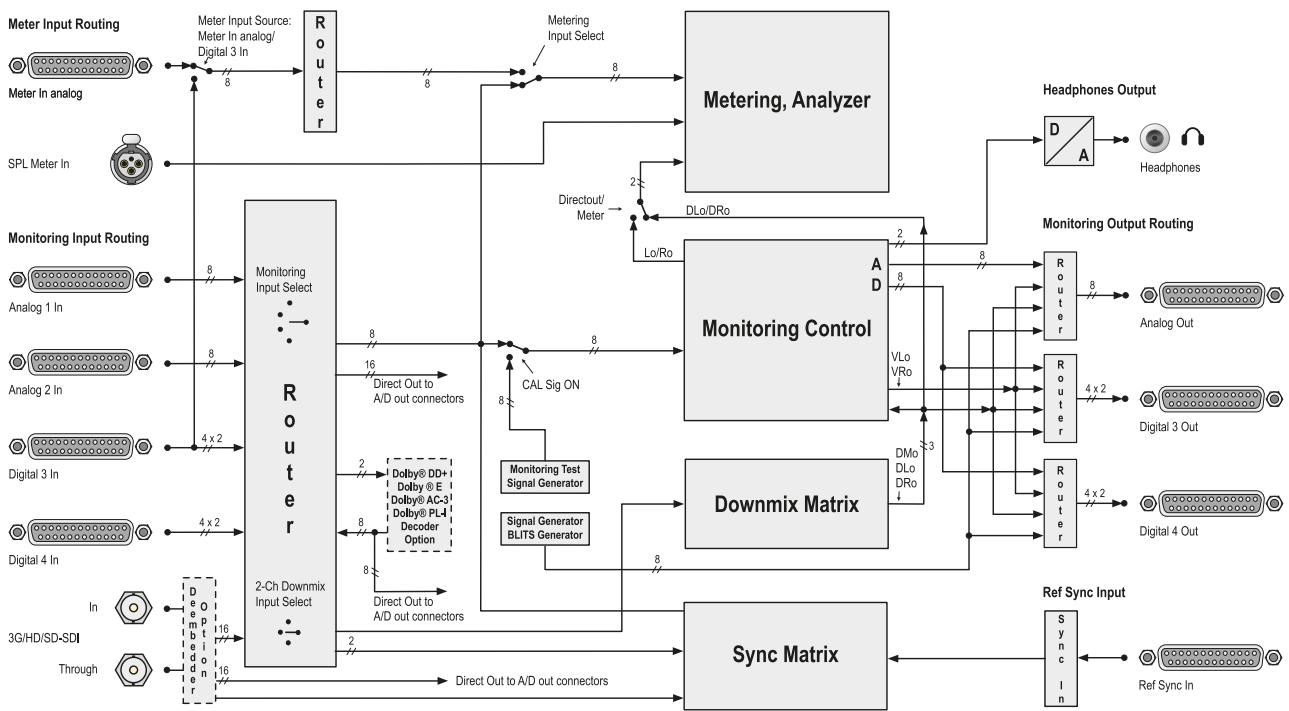 Meter Input Routing
Meter In analog
SPL Meter In
Meter Input Source:
Meter In analog/
Digital 3 In
8
R
o
u
t
e
r
8
Metering
Input Select
8
Metering, Analyzer
Headphones Output
D
A
Headphones
Monitoring Input Routing
Analog 1 In
8
Analog 2 In
8
Digital 3 In
4 x 2
Digital 4 In
4 x 2
In
3G/HD/SD-SDI
Through
D
e
e
m
b
e
d
d
e
r
O
p
t
i
o
n
16
16
Direct Out to A/D out connectors
Monitoring
Input Select
R
o
u
t
e
r
2-Ch Downmix
Input Select
8
16
Direct Out to
A/D out connectors
CAL Sig ON
8
8
Monitoring Test
Signal Generator
Signal Generator
BLITS Generator
8
2
Dolby® DD+
Dolby ® E
Dolby® AC-3
Dolby® PL-I
Decoder
Option
8
8
Direct Out to
A/D out connectors
2
Directout/
Meter
2
DLo/DRo
Lo/Ro
Monitoring Control
A
D
2
8
8
VLo
VRo
3
DMo
DLo
DRo
Downmix Matrix
Sync Matrix
Monitoring Output Routing
R
o
u
t
e
r
8
Analog Out
R
o
u
t
e
r
4 x 2
Digital 3 Out
R
o
u
t
e
r
4 x 2
Digital 4 Out
Ref Sync Input
S
y
n
c
I
n
Ref Sync In